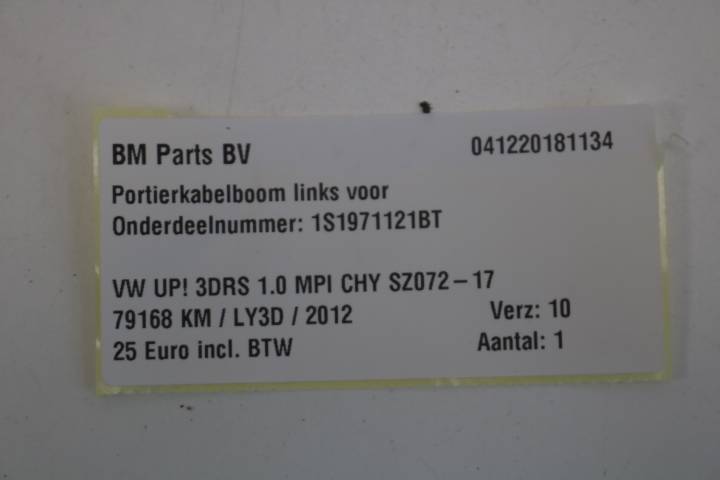 BM Parts BV 041220181134
Portierkabelboom links voor
Onderdeelnummer: 1S1971121BT
VW UP! 3DRS 1.0 MPI CHY SZ072-17
79168 KM / LY3D / 2012 Verz: 10
25 Euro incl. BTW Aantal: 1